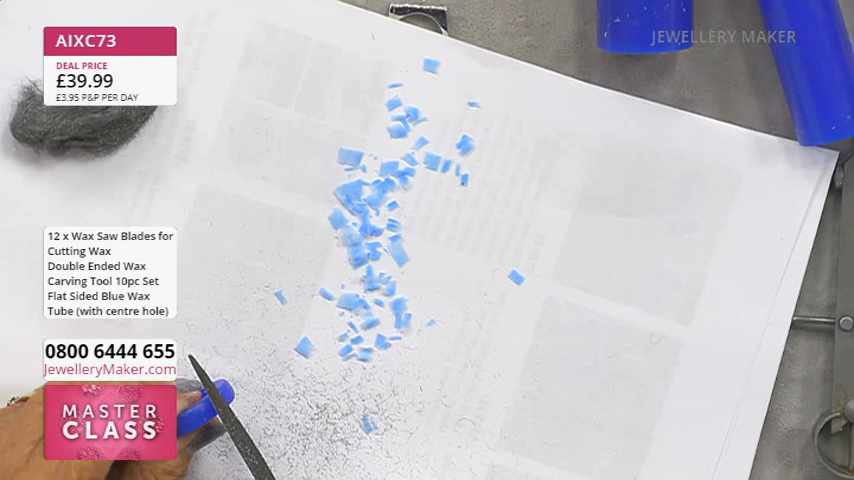 AIXC73
DEAL PRICE
£39.99
£3.95 P&P PER DAY
JEWELLERY MAKER
12 x Wax Saw Blades for
Cutting Wax
Double Ended Wax
Carving Tool 10pc Set
Flat Sided Blue Wax
Tube (with centre hole)
0800 6444 655
JewelleryMaker.com
MASTER
CLASS